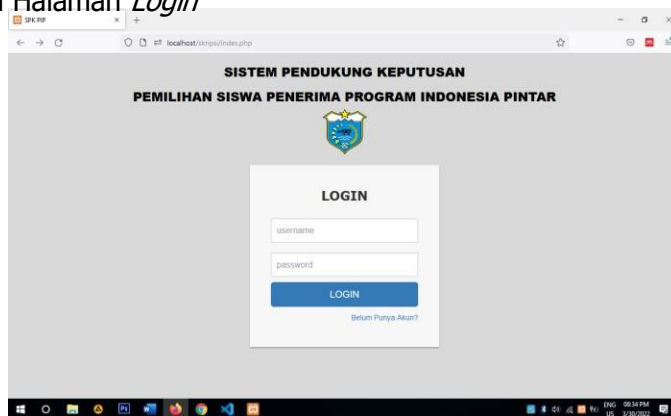 Halaman Login
SPK PIP
localhost/skripsi/index.php
SISTEM PENDUKUNG KEPUTUSAN
PEMILIHAN SISWA PENERIMA PROGRAM INDONESIA PINTAR
LOGIN
username
password
LOGIN
Belum Punya Akun?
ENG 08:34 PM
US 3/30/2022